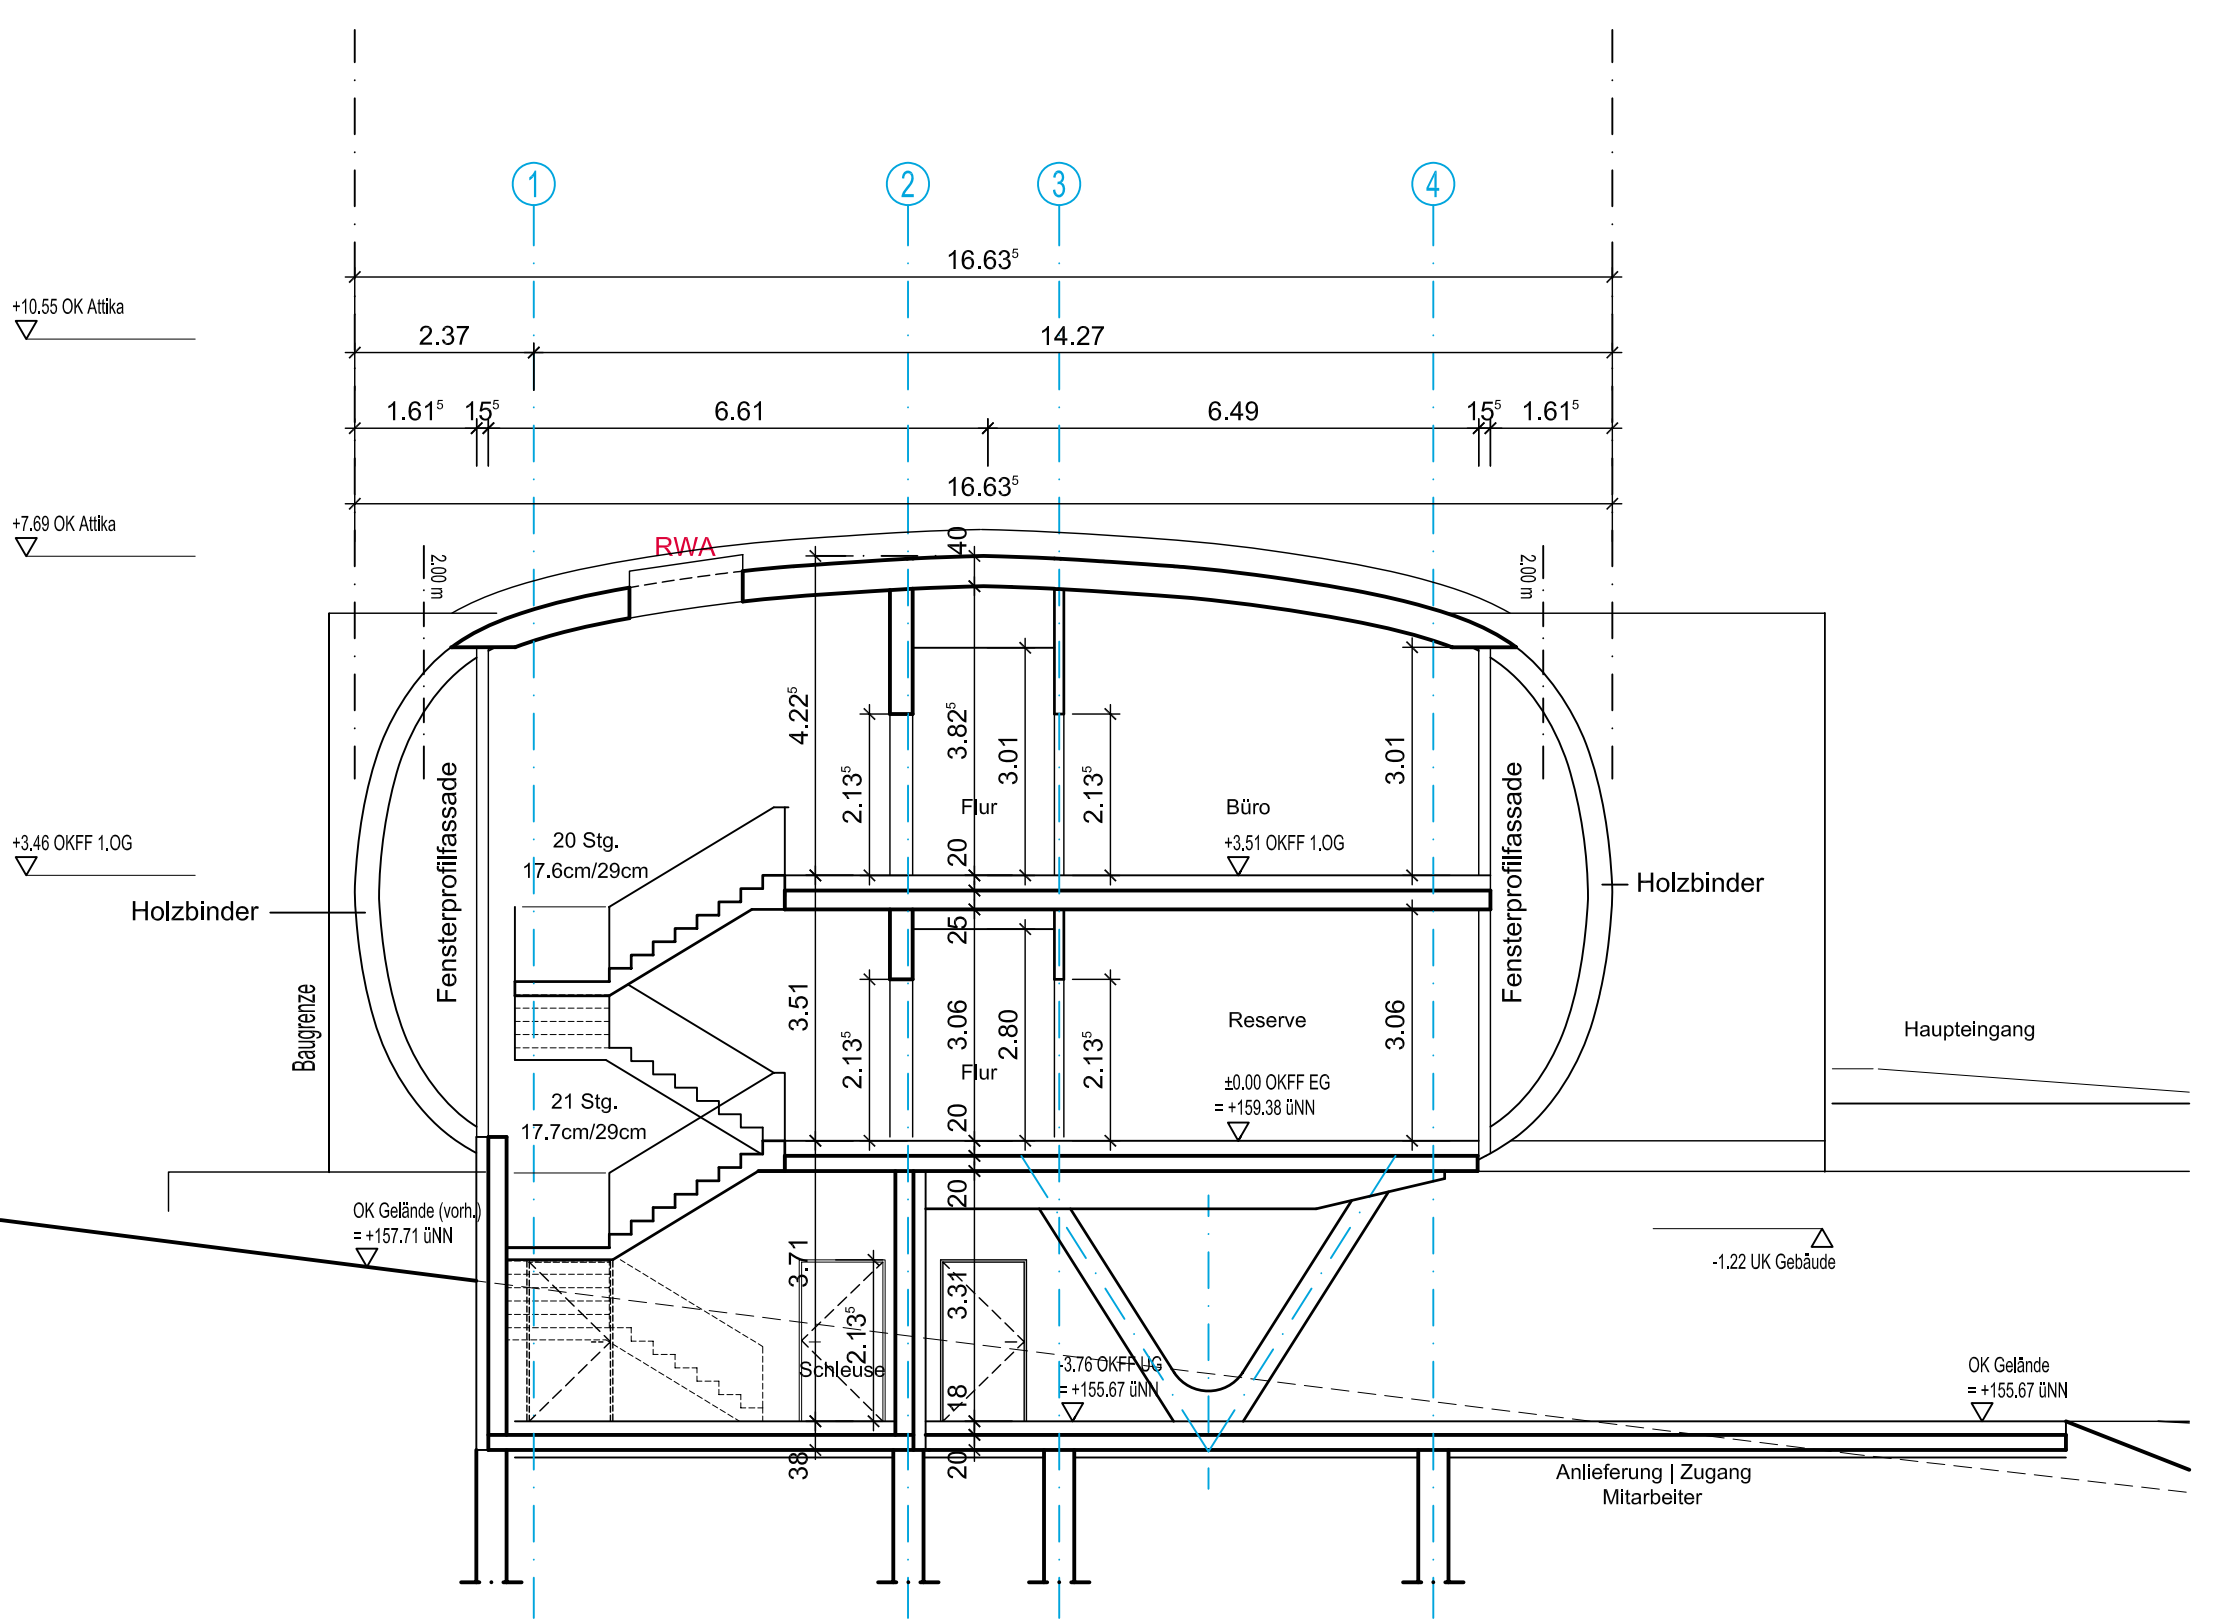 1 2 3 4
16.63⁵
+10.55 OK Attika
2.37 14.27
1.61⁵ 15⁵ 6.61 6.49 15⁵ 1.61⁵
16.63⁵
+7.69 OK Attika
RWA
40
2.00 m
2.00 m
4.22⁵
3.82⁵
3.01
3.01
2.13⁵
2.13⁵
Fensterprofilfassade
Fensterprofilfassade
Flur
Büro
20 Stg.
17.6cm/29cm
+3.46 OKFF 1.OG
+3.51 OKFF 1.OG
20
Holzbinder
Holzbinder
25
3.51
3.06
2.80
3.06
2.13⁵
2.13⁵
Baugrenze
Reserve
Haupteingang
Flur
±0.00 OKFF EG
= +159.38 üNN
21 Stg.
17.7cm/29cm
20
20
OK Gelände (vorh.)
= +157.71 üNN
-1.22 UK Gebäude
3.71
3.31
2.13⁵
Schleuse
-3.76 OKFF UG
= +155.67 üNN
OK Gelände
= +155.67 üNN
18
38
20
Anlieferung | Zugang
Mitarbeiter